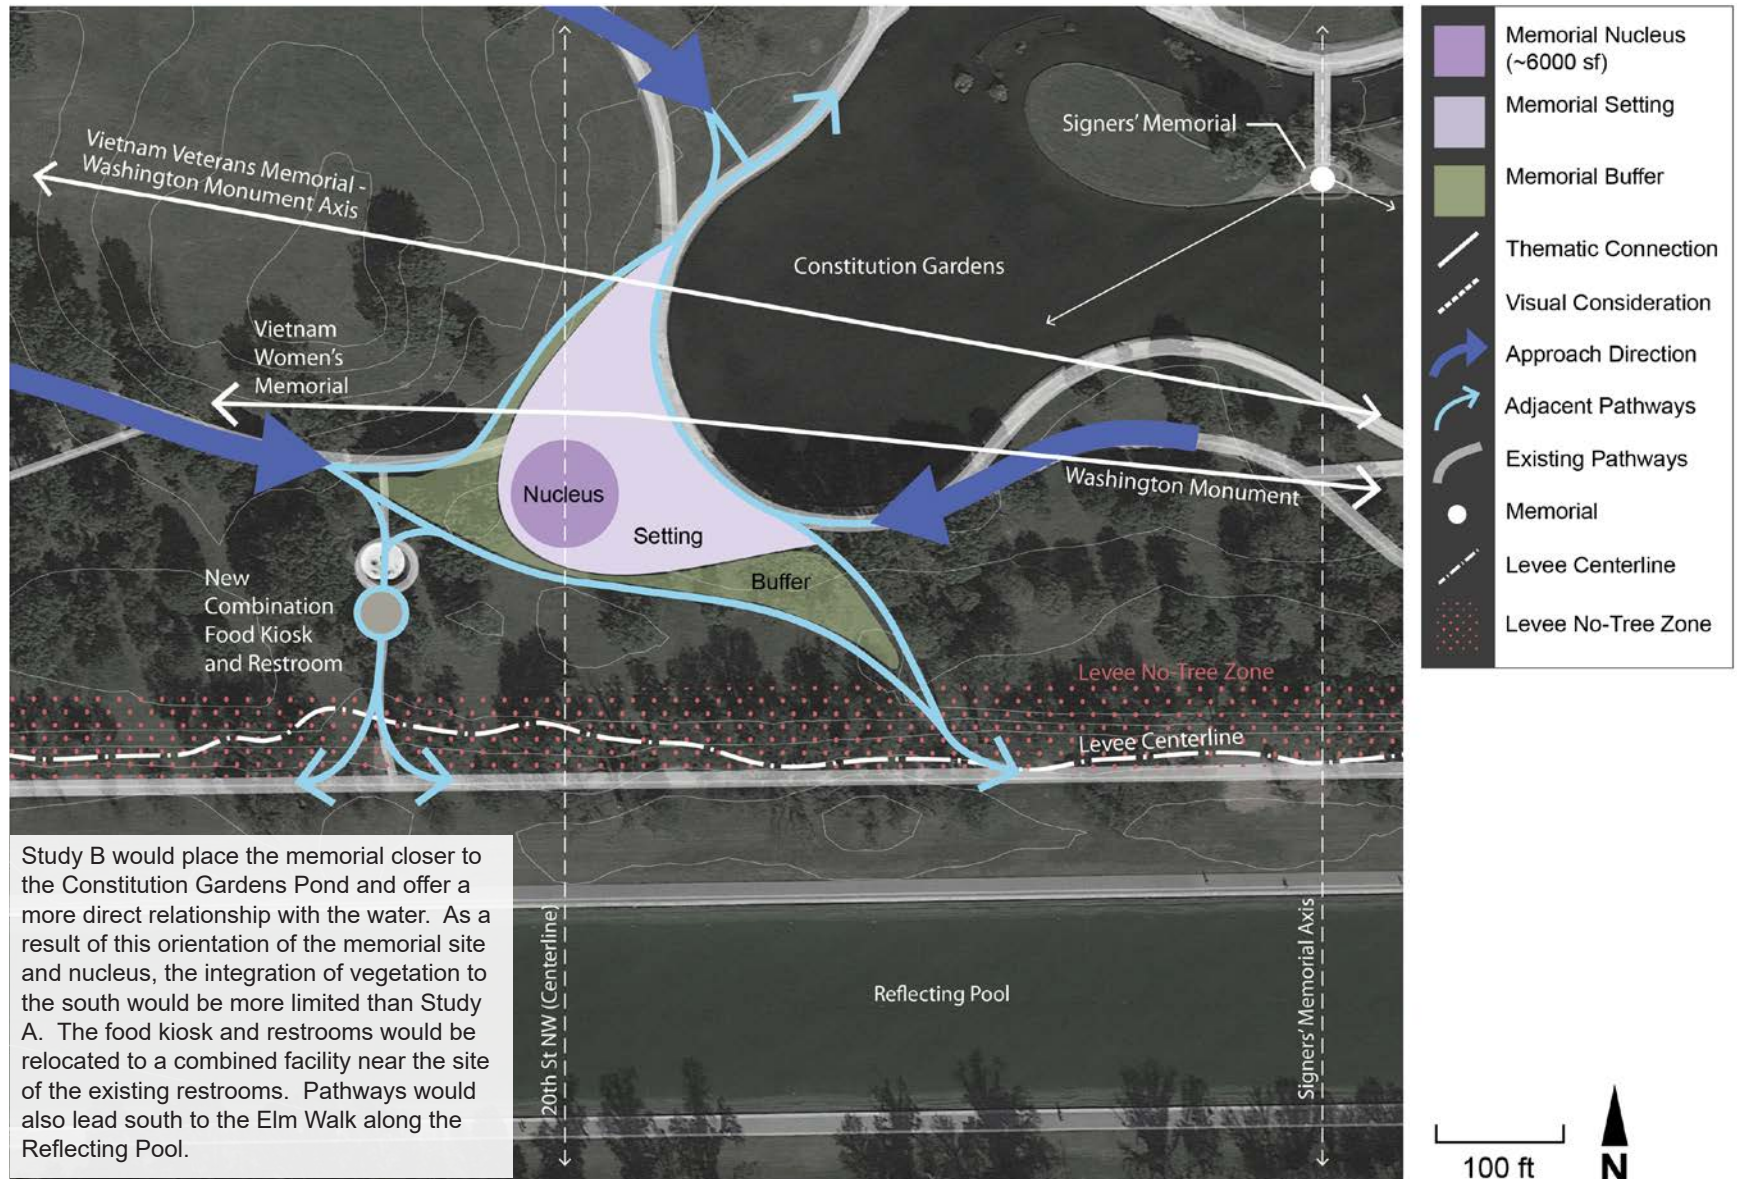 Vietnam Veterans Memorial -
Washington Monument Axis
Signers' Memorial
Constitution Gardens
Vietnam
Women's
Memorial
Washington Monument
Nucleus
Setting
Buffer
New
Combination
Food Kiosk
and Restroom
Levee No-Tree Zone
Levee Centerline
20th St NW (Centerline)
Signers' Memorial Axis
Reflecting Pool
Study B would place the memorial closer to
the Constitution Gardens Pond and offer a
more direct relationship with the water. As a
result of this orientation of the memorial site
and nucleus, the integration of vegetation to
the south would be more limited than Study
A. The food kiosk and restrooms would be
relocated to a combined facility near the site
of the existing restrooms. Pathways would
also lead south to the Elm Walk along the
Reflecting Pool.
Memorial Nucleus
(~6000 sf)
Memorial Setting
Memorial Buffer
Thematic Connection
Visual Consideration
Approach Direction
Adjacent Pathways
Existing Pathways
Memorial
Levee Centerline
Levee No-Tree Zone
100 ft
N